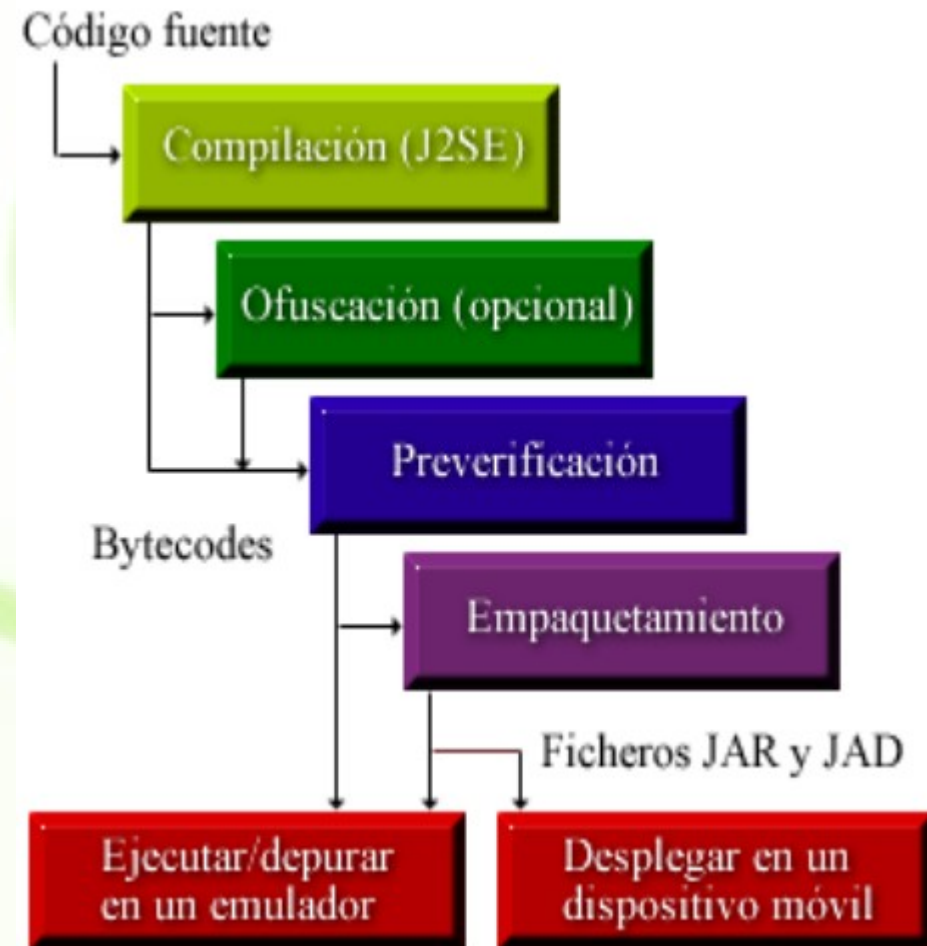 Código fuente
Compilación (J2SE)
Ofuscación (opcional)
Preverificación
Bytecodes
Empaquetamiento
Ficheros JAR y JAD
Ejecutar/depurar
en un emulador
Desplegar en un
dispositivo móvil